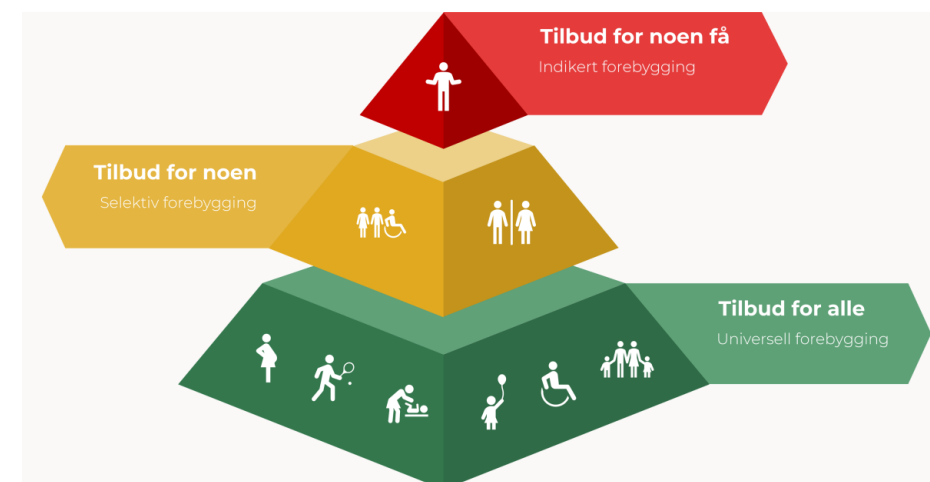 Tilbud for noen få
Indikert forebygging
Tilbud for noen
Selektiv forebygging
Tilbud for alle
Universell forebygging